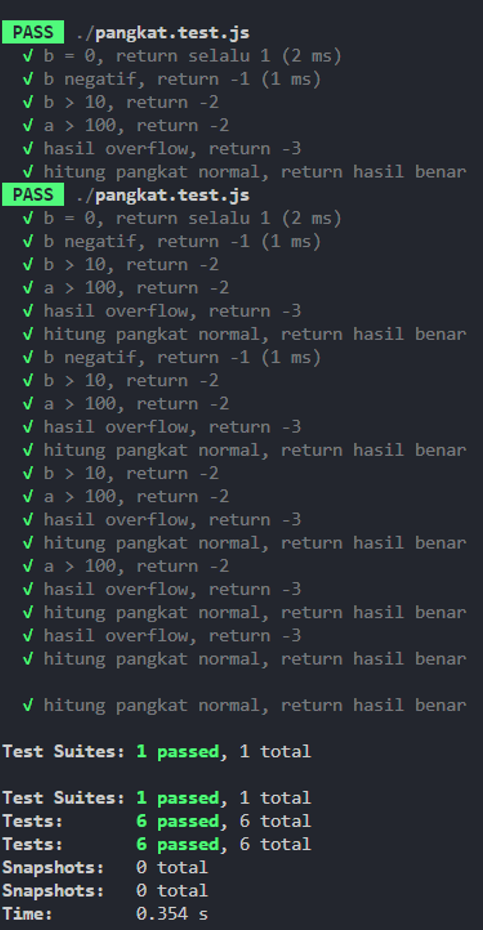 PASS ./pangkat.test.js
√ b = 0, return selalu 1 (2 ms)
√ b negatif, return -1 (1 ms)
√ b > 10, return -2
√ a > 100, return -2
√ hasil overflow, return -3
√ hitung pangkat normal, return hasil benar
PASS ./pangkat.test.js
√ b = 0, return selalu 1 (2 ms)
√ b negatif, return -1 (1 ms)
√ b > 10, return -2
√ a > 100, return -2
√ hasil overflow, return -3
√ hitung pangkat normal, return hasil benar
√ b negatif, return -1 (1 ms)
√ b > 10, return -2
√ a > 100, return -2
√ hasil overflow, return -3
√ hitung pangkat normal, return hasil benar
√ b > 10, return -2
√ a > 100, return -2
√ hasil overflow, return -3
√ hitung pangkat normal, return hasil benar
√ a > 100, return -2
√ hasil overflow, return -3
√ hitung pangkat normal, return hasil benar
√ hasil overflow, return -3
√ hitung pangkat normal, return hasil benar
√ hitung pangkat normal, return hasil benar
Test Suites: 1 passed, 1 total
Test Suites: 1 passed, 1 total
Tests: 6 passed, 6 total
Tests: 6 passed, 6 total
Snapshots: 0 total
Snapshots: 0 total
Time: 0.354 s